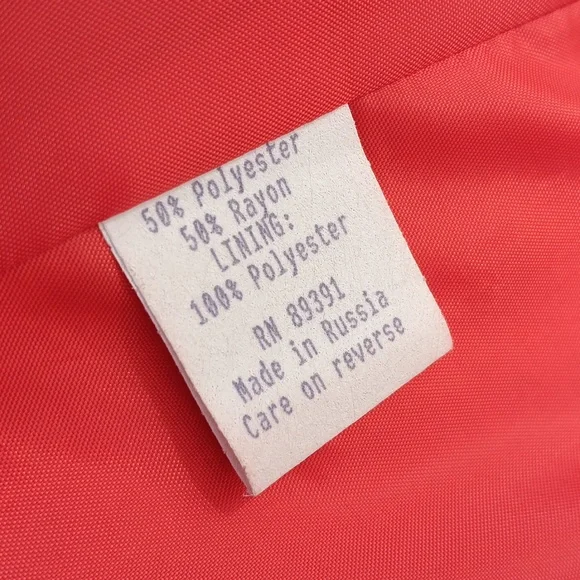 50% Polyester
50% Rayon
LINING:
100% Polyester
RN 89391
Made in Russia
Care on reverse